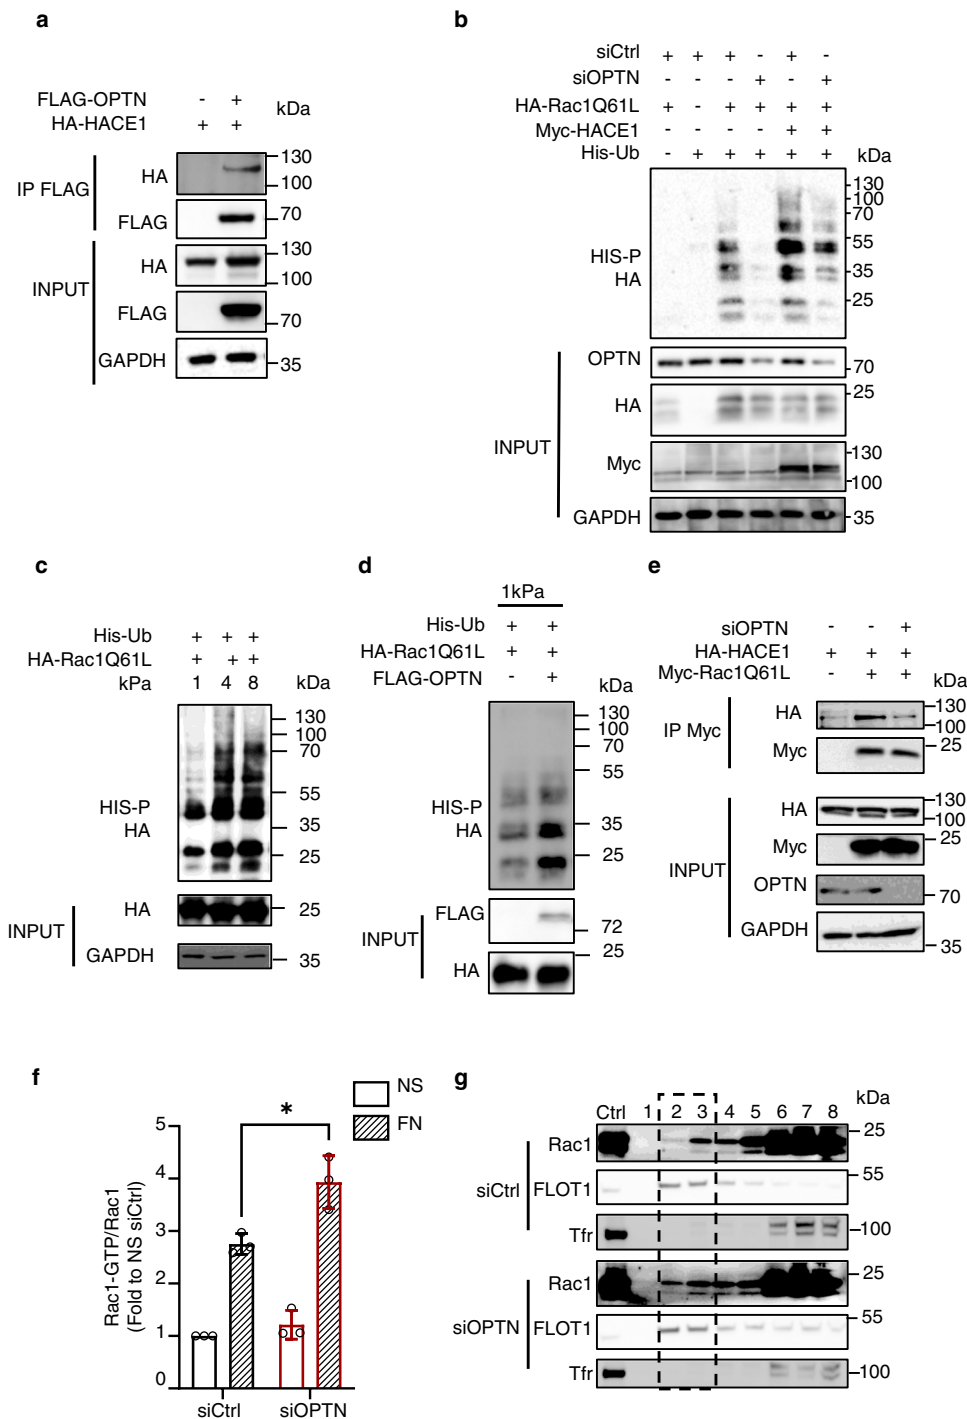 a
FLAG-OPTN - + kDa
HA-HACE1 + +
IP FLAG
HA 130
100
FLAG 70
INPUT
HA 130
100
FLAG 70
GAPDH 35
b
siCtrl + + + - + -
siOPTN - - - + - +
HA-Rac1Q61L + - + + + +
Myc-HACE1 - - - - + +
His-Ub - + + + + + kDa
HIS-P
HA
130
100
70
55
35
25
INPUT
OPTN 70
HA 25
Myc 130
100
GAPDH 35
c
His-Ub + + +
HA-Rac1Q61L + + +
kPa 1 4 8 kDa
HIS-P
HA
130
100
70
55
35
25
INPUT
HA 25
GAPDH 35
d
1kPa
His-Ub + +
HA-Rac1Q61L + +
FLAG-OPTN - + kDa
HIS-P
HA
130
100
70
55
35
25
INPUT
FLAG 72
HA 25
e
siOPTN - - +
HA-HACE1 + + +
Myc-Rac1Q61L - + + kDa
IP Myc
HA 130
100
Myc 25
INPUT
HA 130
100
Myc 25
OPTN 70
GAPDH 35
f
NS
FN
*
Rac1-GTP/Rac1
(Fold to NS siCtrl)
5
4
3
2
1
0
siCtrl siOPTN
g
Ctrl 1 2 3 4 5 6 7 8 kDa
siCtrl
Rac1 25
FLOT1 55
Tfr 100
siOPTN
Rac1 25
FLOT1 55
Tfr 100